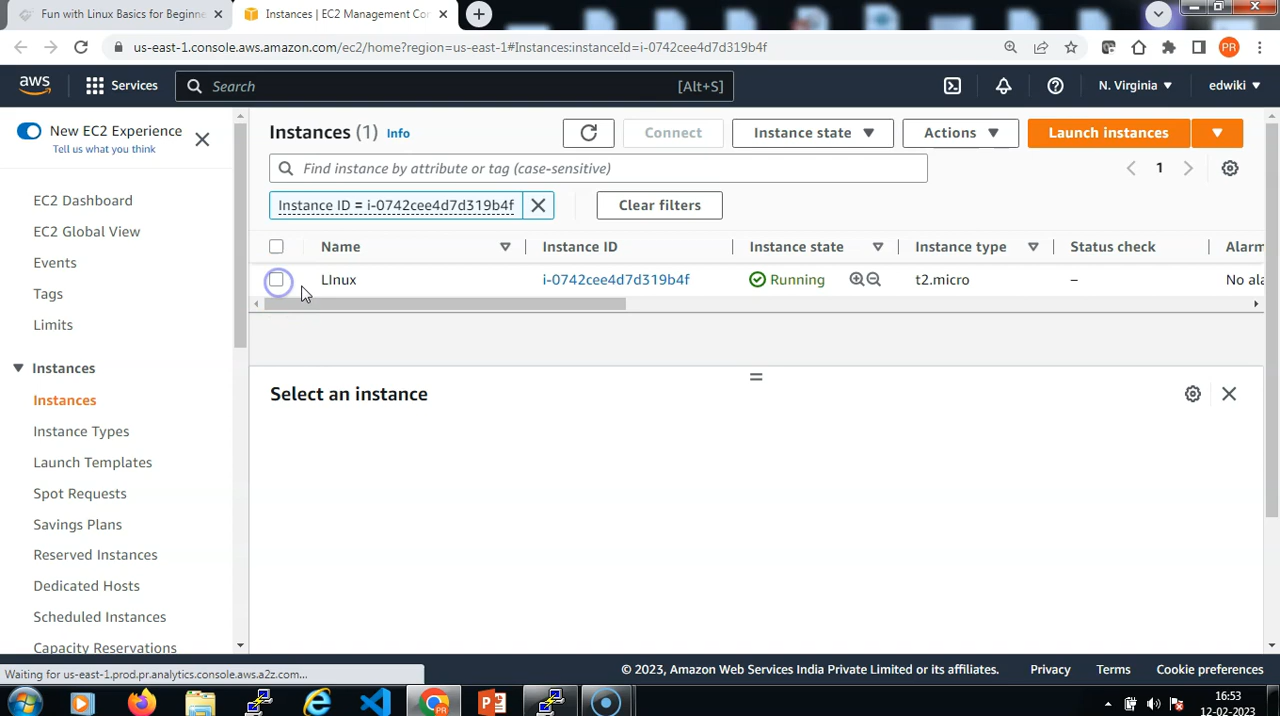 Fun with Linux Basics for Beginne
Instances | EC2 Management Co
us-east-1.console.aws.amazon.com/ec2/home?region=us-east-1#Instances:instanceId=i-0742cee4d7d319b4f
PR
aws
Services
Search
[Alt+S]
N. Virginia
edwiki
New EC2 Experience
Tell us what you think
EC2 Dashboard
EC2 Global View
Events
Tags
Limits
Instances
Instances
Instance Types
Launch Templates
Spot Requests
Savings Plans
Reserved Instances
Dedicated Hosts
Scheduled Instances
Capacity Reservations
Instances (1) Info
Connect
Instance state
Actions
Launch instances
Find instance by attribute or tag (case-sensitive)
1
Instance ID = i-0742cee4d7d319b4f
Clear filters
Name
Instance ID
Instance state
Instance type
Status check
Alarr
LInux
i-0742cee4d7d319b4f
Running
t2.micro
–
No ala
Select an instance
Waiting for us-east-1.prod.pr.analytics.console.aws.a2z.com...
© 2023, Amazon Web Services India Private Limited or its affiliates.
Privacy
Terms
Cookie preferences
PR
16:53
12-02-2023